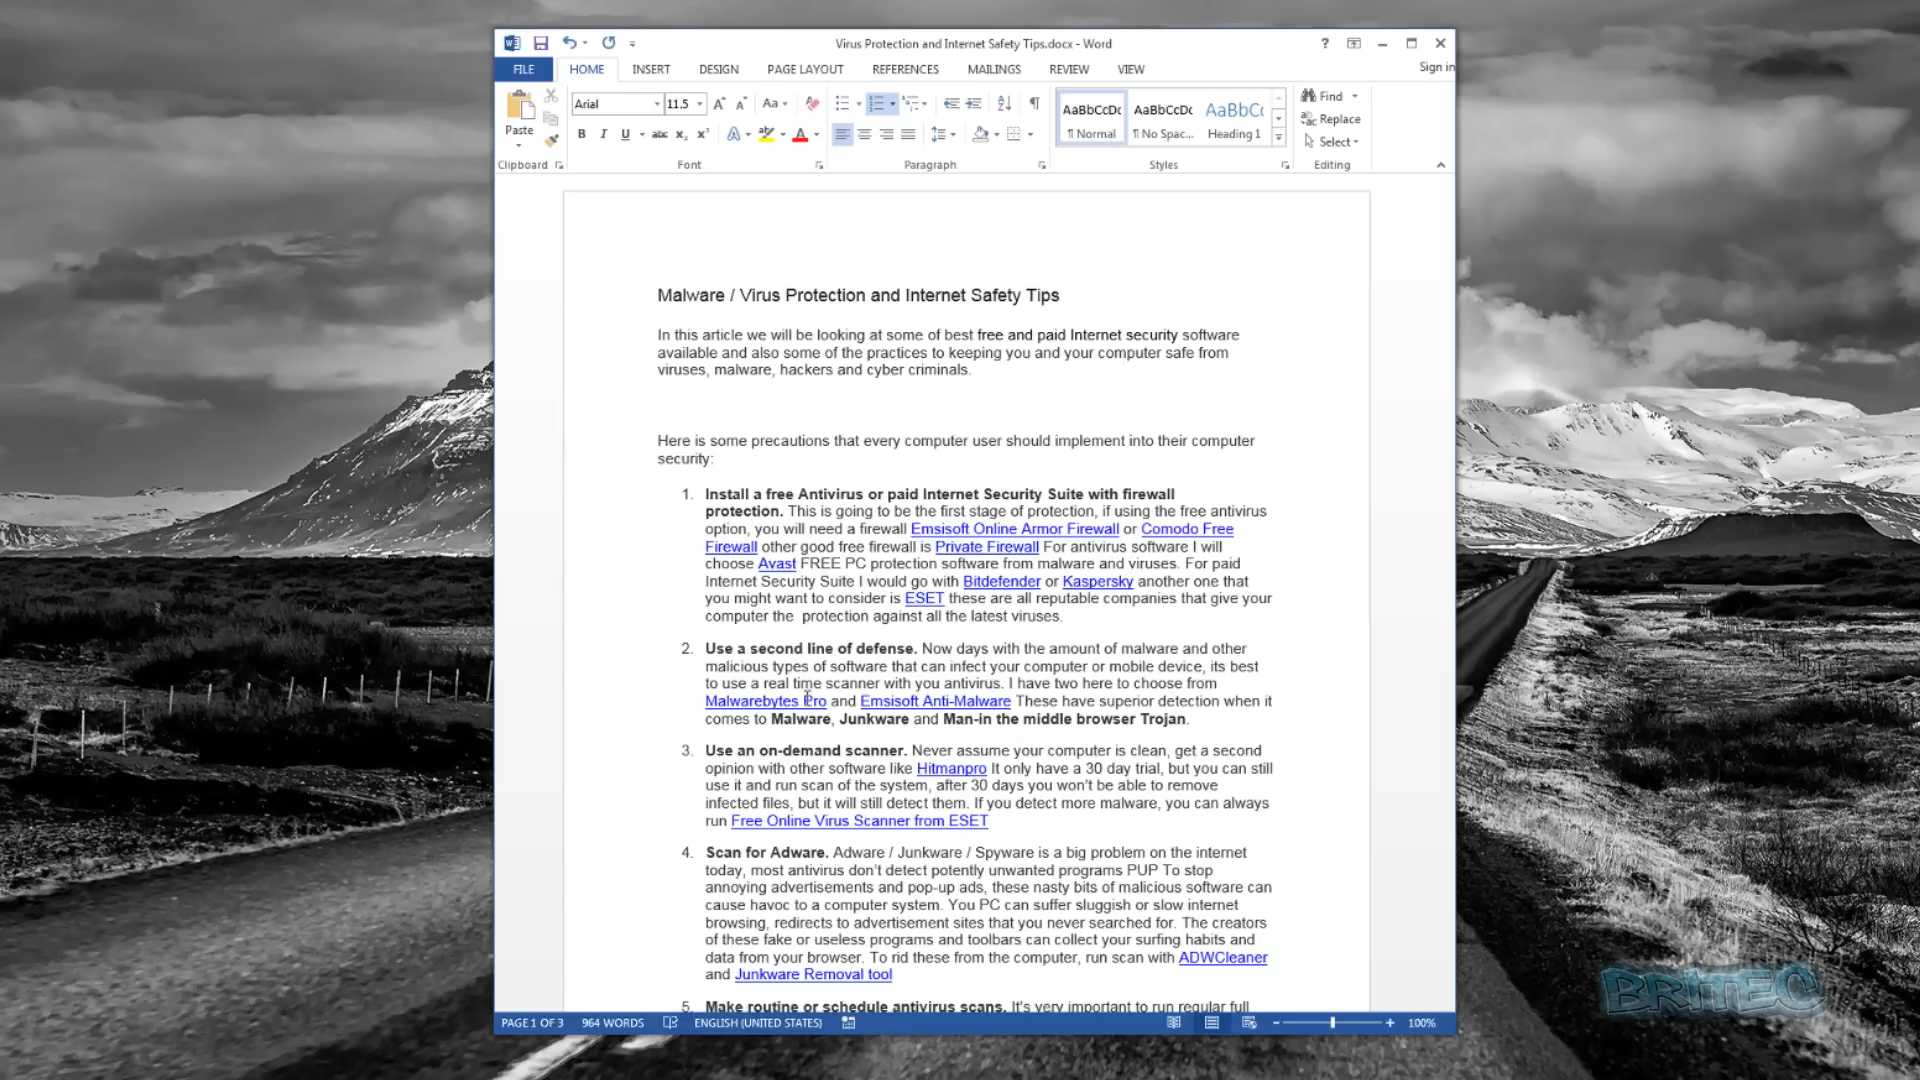 Virus Protection and Internet Safety Tips.docx - Word
FILE HOME INSERT DESIGN PAGE LAYOUT REFERENCES MAILINGS REVIEW VIEW Sign in
Arial 11.5 Aa
Paste
B I U abc X₂ X² A A
AaBbCcDc AaBbCcDc AaBbCc
¶ Normal ¶ No Spac... Heading 1
Find
Replace
Select
Clipboard Font Paragraph Styles Editing
Malware / Virus Protection and Internet Safety Tips
In this article we will be looking at some of best free and paid Internet security software
available and also some of the practices to keeping you and your computer safe from
viruses, malware, hackers and cyber criminals.
Here is some precautions that every computer user should implement into their computer
security:
1. Install a free Antivirus or paid Internet Security Suite with firewall
protection. This is going to be the first stage of protection, if using the free antivirus
option, you will need a firewall Emsisoft Online Armor Firewall or Comodo Free
Firewall other good free firewall is Private Firewall For antivirus software I will
choose Avast FREE PC protection software from malware and viruses. For paid
Internet Security Suite I would go with Bitdefender or Kaspersky another one that
you might want to consider is ESET these are all reputable companies that give your
computer the  protection against all the latest viruses.
2. Use a second line of defense. Now days with the amount of malware and other
malicious types of software that can infect your computer or mobile device, its best
to use a real time scanner with you antivirus. I have two here to choose from
Malwarebytes Pro and Emsisoft Anti-Malware These have superior detection when it
comes to Malware, Junkware and Man-in the middle browser Trojan.
3. Use an on-demand scanner. Never assume your computer is clean, get a second
opinion with other software like Hitmanpro It only have a 30 day trial, but you can still
use it and run scan of the system, after 30 days you won't be able to remove
infected files, but it will still detect them. If you detect more malware, you can always
run Free Online Virus Scanner from ESET
4. Scan for Adware. Adware / Junkware / Spyware is a big problem on the internet
today, most antivirus don't detect potently unwanted programs PUP To stop
annoying advertisements and pop-up ads, these nasty bits of malicious software can
cause havoc to a computer system. You PC can suffer sluggish or slow internet
browsing, redirects to advertisement sites that you never searched for. The creators
of these fake or useless programs and toolbars can collect your surfing habits and
data from your browser. To rid these from the computer, run scan with ADWCleaner
and Junkware Removal tool
5. Make routine or schedule antivirus scans. It's very important to run regular full
PAGE 1 OF 3 964 WORDS ENGLISH (UNITED STATES) 100%
BRITEC